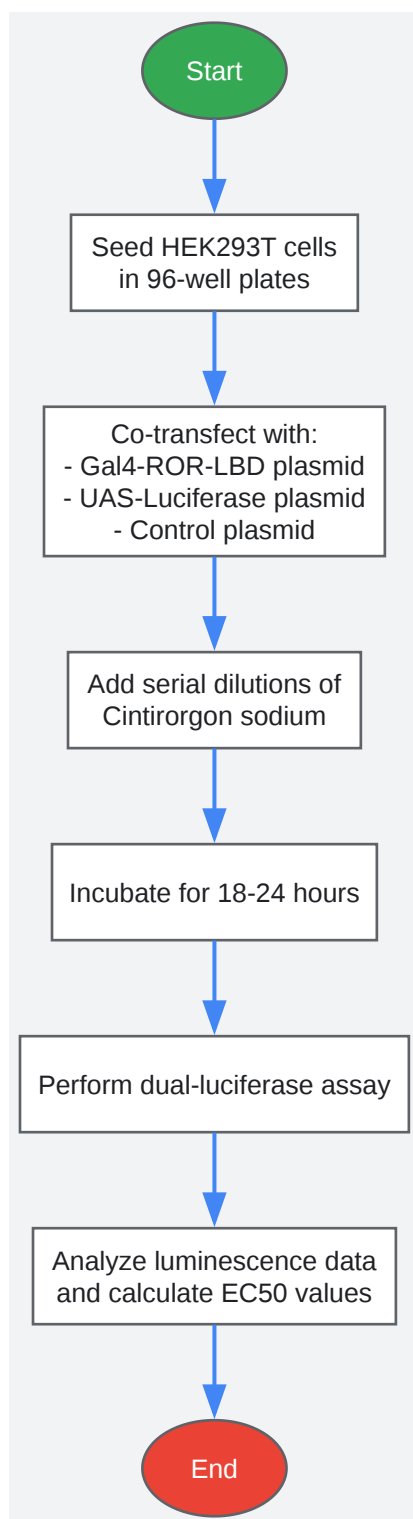 Start
Seed HEK293T cells
in 96-well plates
Co-transfect with:
- Gal4-ROR-LBD plasmid
- UAS-Luciferase plasmid
- Control plasmid
Add serial dilutions of
Cintirorgon sodium
Incubate for 18-24 hours
Perform dual-luciferase assay
Analyze luminescence data
and calculate EC50 values
End